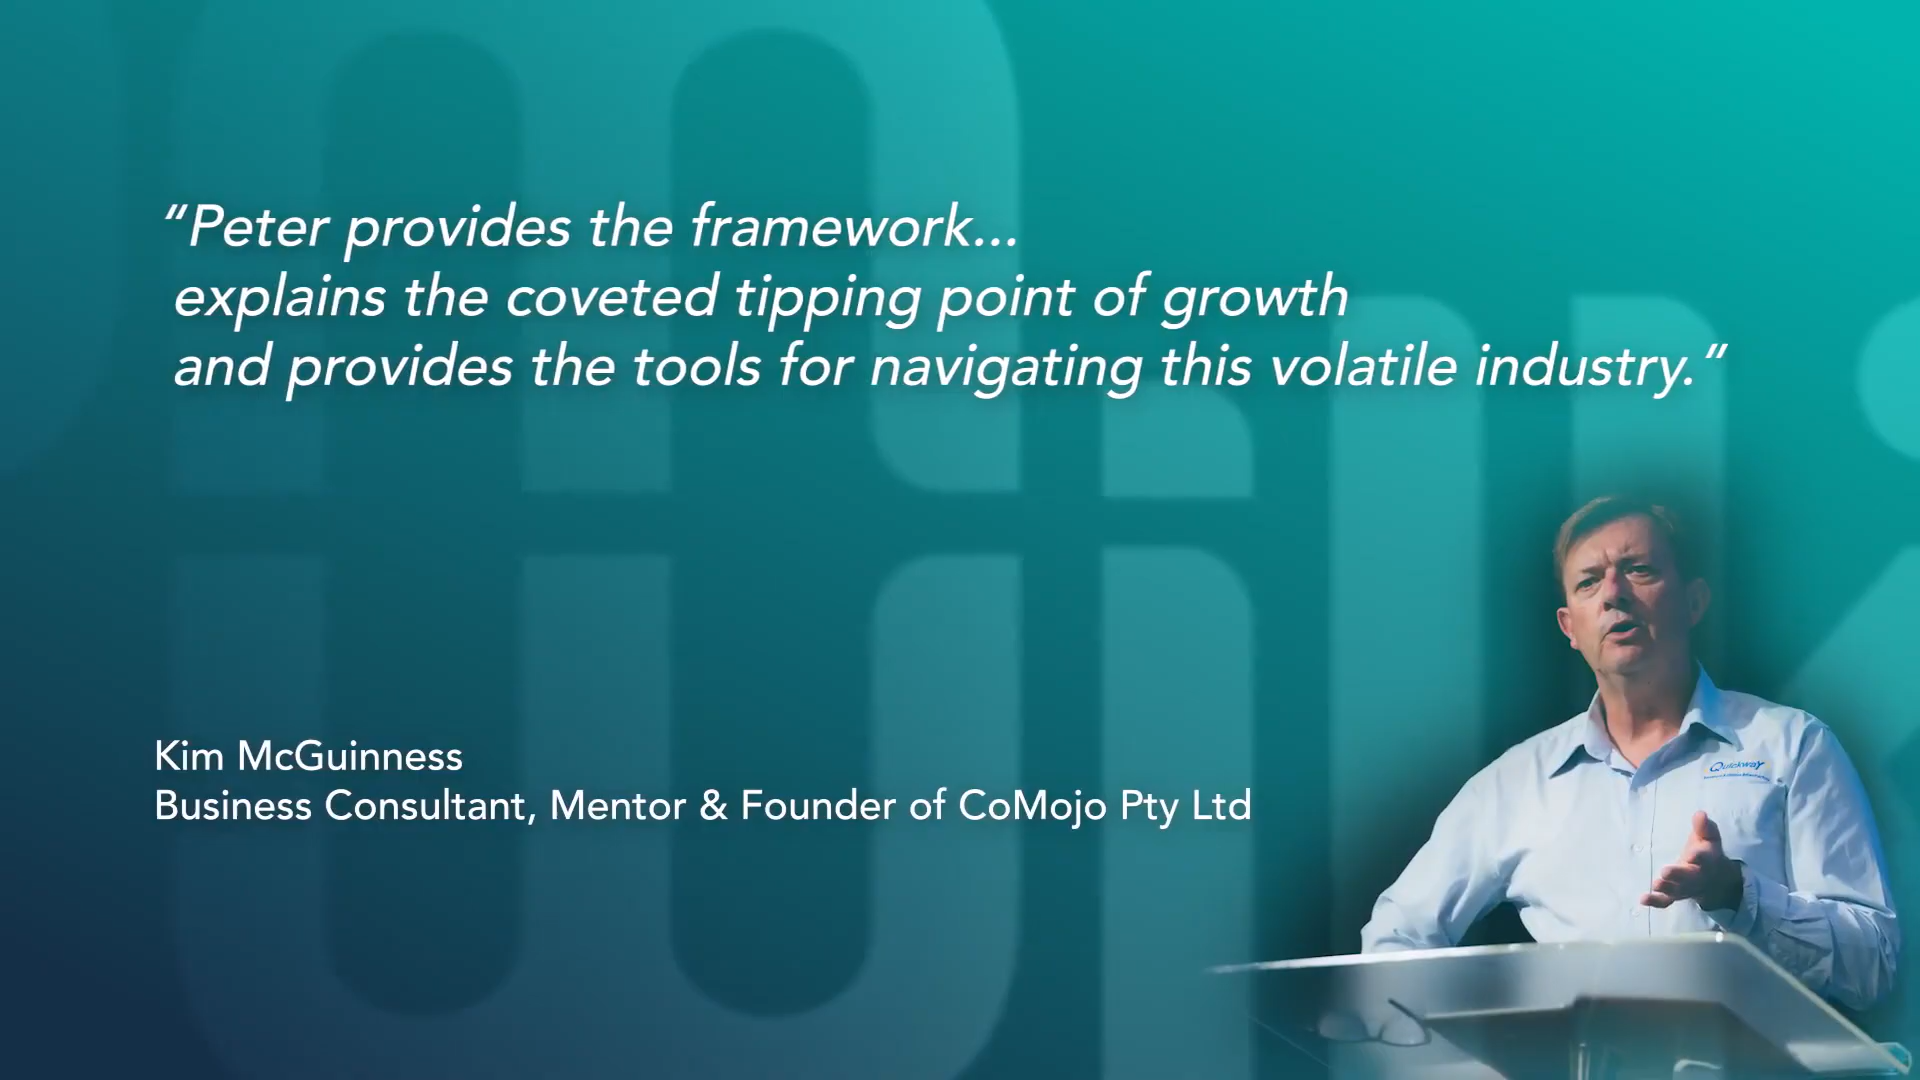 “Peter provides the framework...
explains the coveted tipping point of growth
and provides the tools for navigating this volatile industry.”
Kim McGuinness
Business Consultant, Mentor & Founder of CoMojo Pty Ltd
Quickway